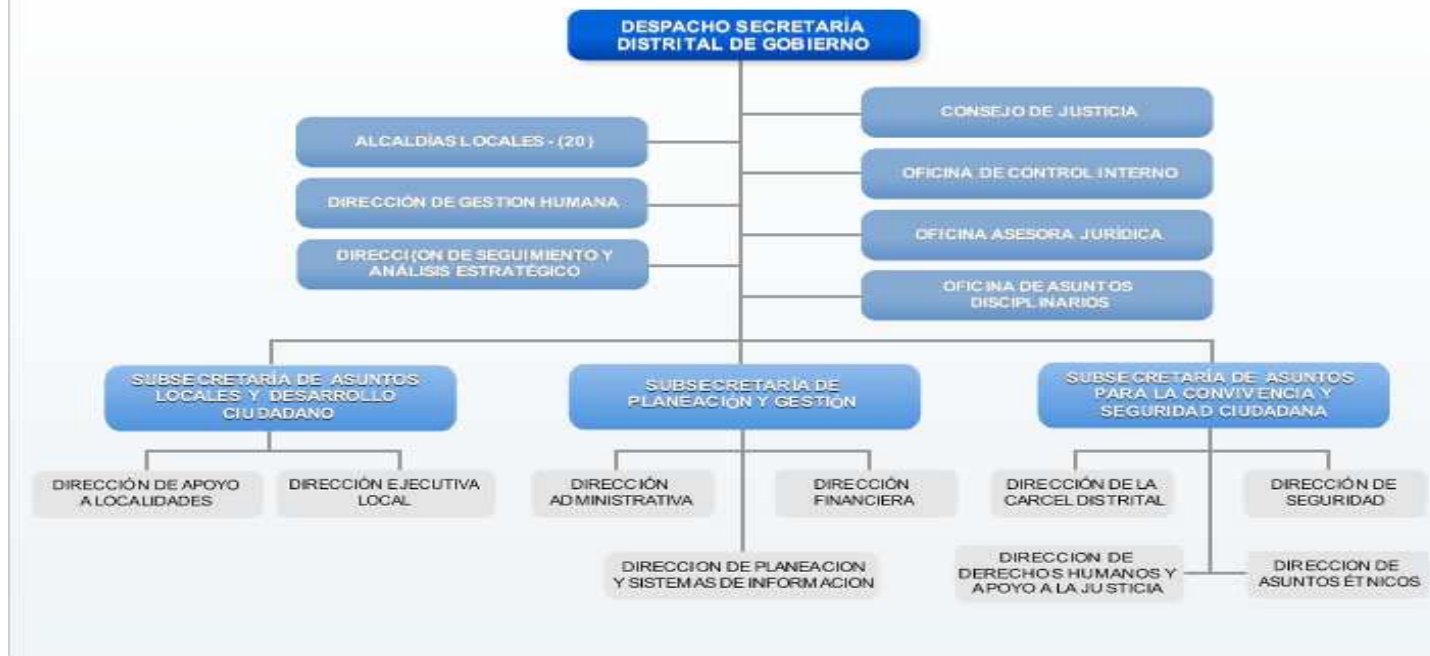 DESPACHO SECRETARÍA
DISTRITAL DE GOBIERNO
CONSEJO DE JUSTICIA
ALCALDÍAS LOCALES - (20)
OFICINA DE CONTROL INTERNO
DIRECCIÓN DE GESTION HUMANA
OFICINA ASESORA JURÍDICA
DIRECCI(ON DE SEGUIMIENTO Y
ANÁLISIS ESTRATÉGICO
OFICINA DE ASUNTOS
DISCIPLINARIOS
SUBSECRETARÍA DE ASUNTOS
LOCALES Y DESARROLLO
CIUDADANO
SUBSECRETARÍA DE
PLANEACIÓN Y GESTIÓN
SUBSECRETARÍA DE ASUNTOS
PARA LA CONVIVENCIA Y
SEGURIDAD CIUDADANA
DIRECCIÓN DE APOYO
A LOCALIDADES
DIRECCIÓN EJECUTIVA
LOCAL
DIRECCIÓN
ADMINISTRATIVA
DIRECCIÓN
FINANCIERA
DIRECCIÓN DE LA
CARCEL DISTRITAL
DIRECCIÓN DE
SEGURIDAD
DIRECCION DE PLANEACION
Y SISTEMAS DE INFORMACION
DIRECCION DE
DERECHOS HUMANOS Y
APOYO A LA JUSTICIA
DIRECCION DE
ASUNTOS ÉTNICOS